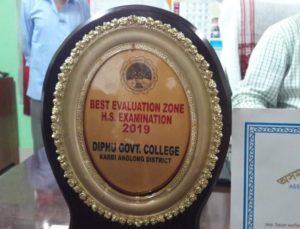 BEST EVALUATION ZONE
H.S. EXAMINATION
2019
DIPHU GOVT. COLLEGE
KARBI ANGLONG DISTRICT